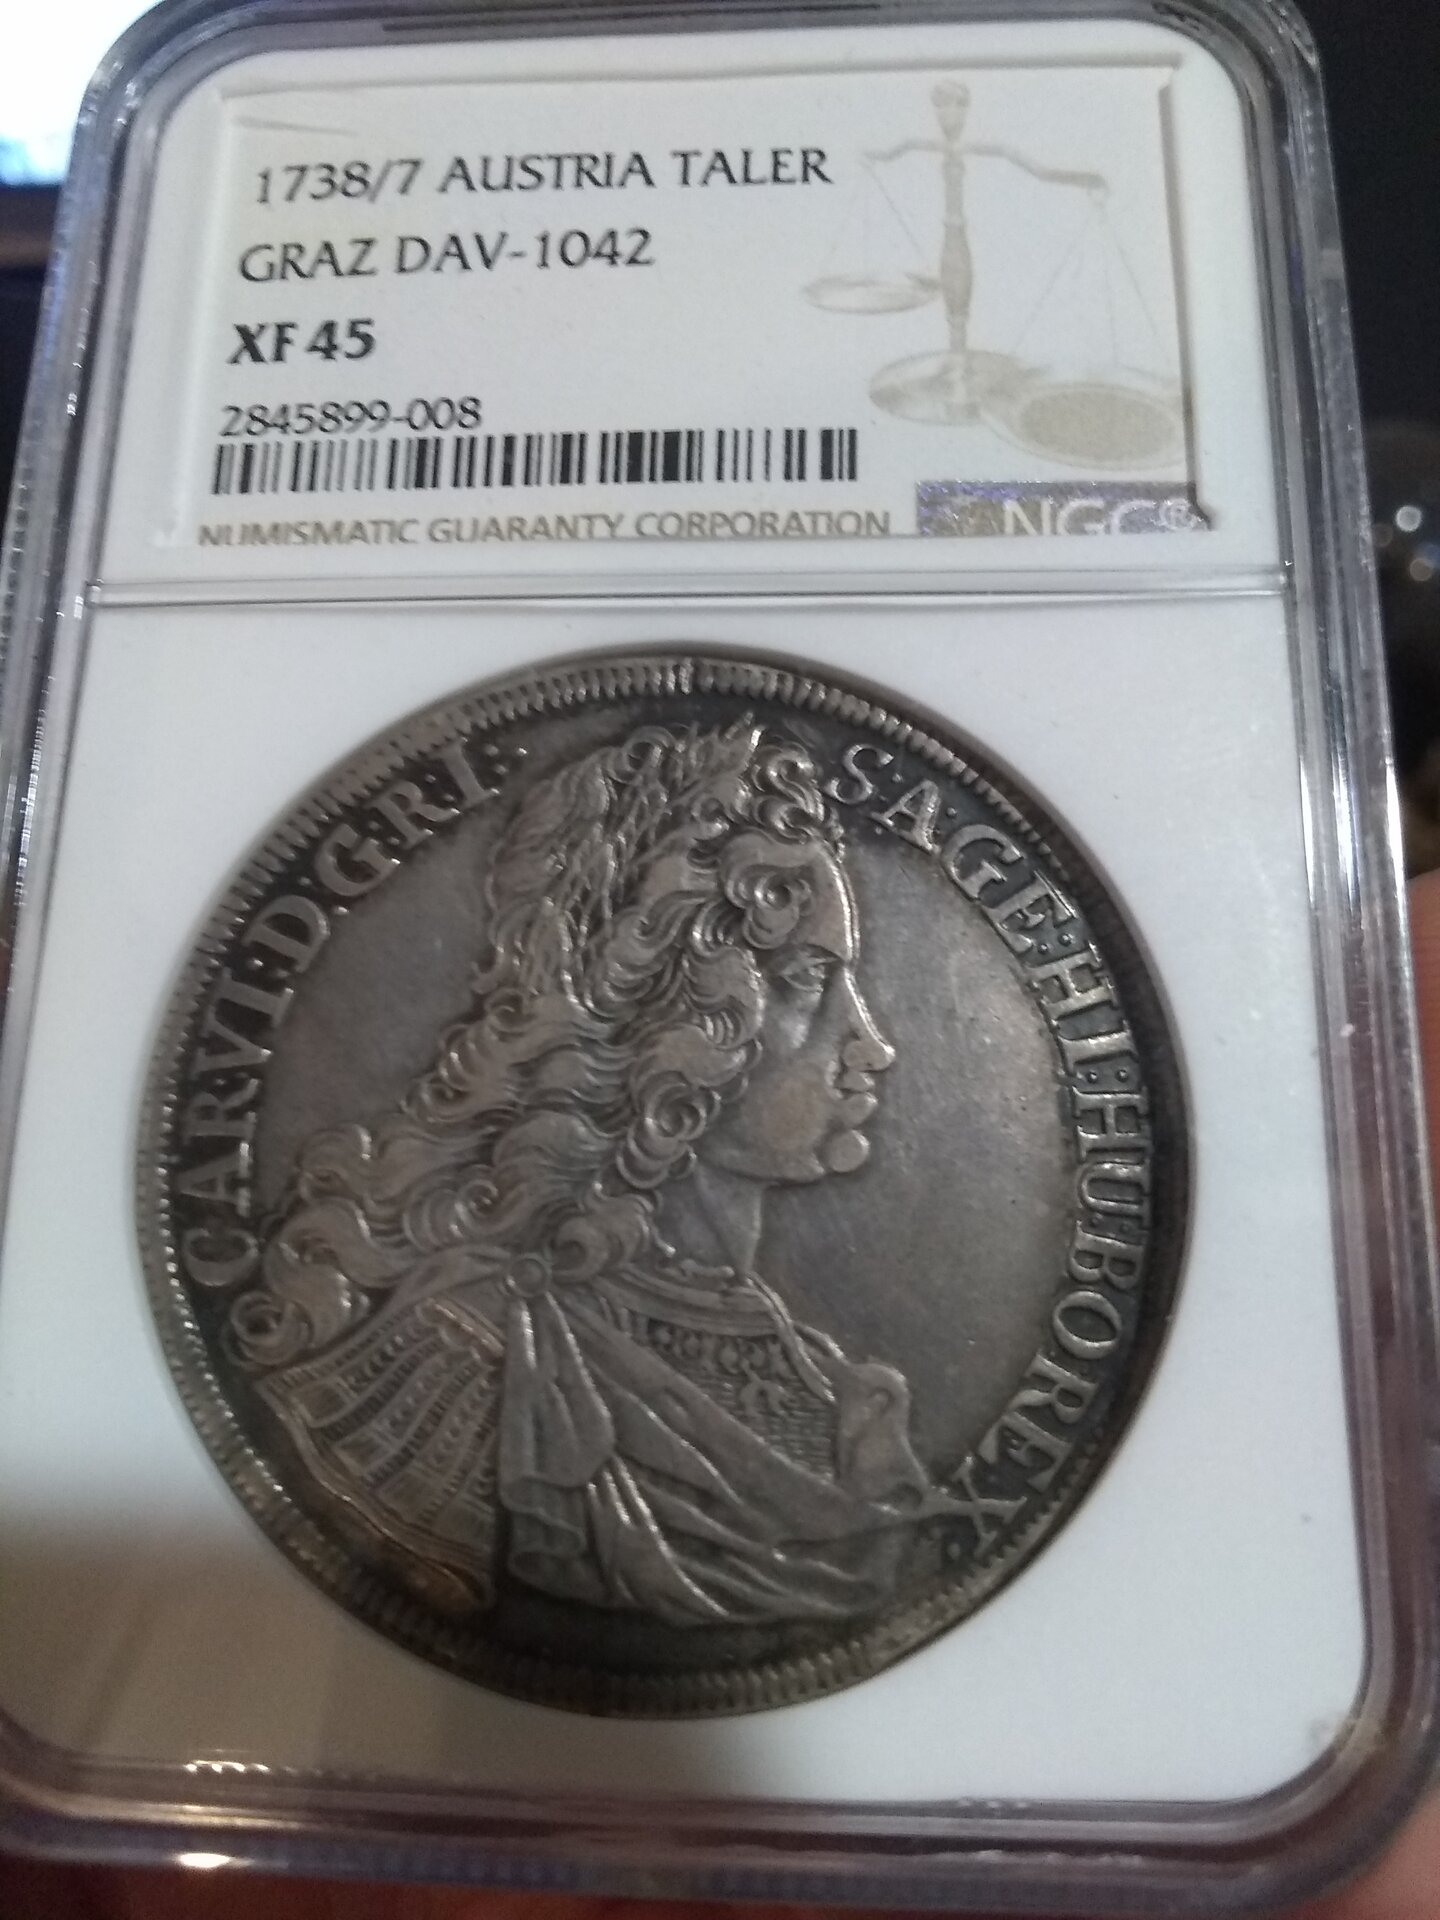 1738/7 AUSTRIA TALER
GRAZ DAV-1042
XF 45
2845899-008
NUMISMATIC GUARANTY CORPORATION
NGC®
CAR·VI·D·G·R·I·
S·A·GE·HI·HU·BO·REX·